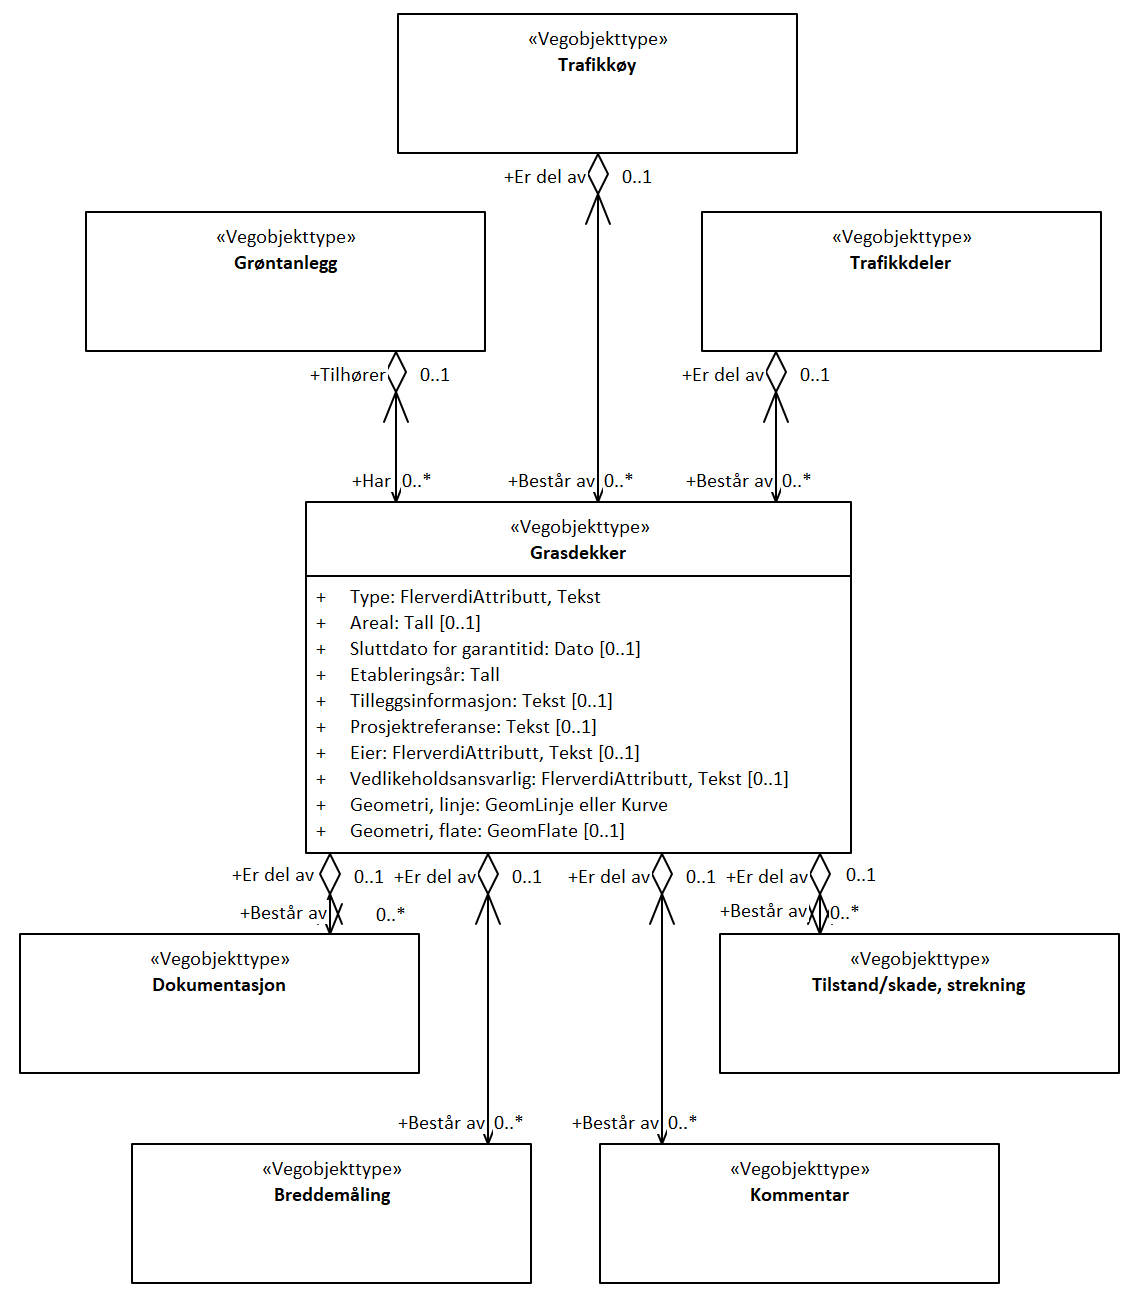 «Vegobjekttype»
Trafikkøy
+Er del av 0..1
«Vegobjekttype»
Grøntanlegg
«Vegobjekttype»
Trafikkdeler
+Tilhører 0..1
+Er del av 0..1
+Har 0..*
+Består av 0..*
+Består av 0..*
«Vegobjekttype»
Grasdekker
+ Type: FlerverdiAttributt, Tekst
+ Areal: Tall [0..1]
+ Sluttdato for garantitid: Dato [0..1]
+ Etableringsår: Tall
+ Tilleggsinformasjon: Tekst [0..1]
+ Prosjektreferanse: Tekst [0..1]
+ Eier: FlerverdiAttributt, Tekst [0..1]
+ Vedlikeholdsansvarlig: FlerverdiAttributt, Tekst [0..1]
+ Geometri, linje: GeomLinje eller Kurve
+ Geometri, flate: GeomFlate [0..1]
+Er del av 0..1
+Er del av 0..1
+Er del av 0..1
+Er del av 0..1
+Består av 0..*
+Består av 0..*
«Vegobjekttype»
Dokumentasjon
«Vegobjekttype»
Tilstand/skade, strekning
+Består av 0..*
+Består av 0..*
«Vegobjekttype»
Breddemåling
«Vegobjekttype»
Kommentar